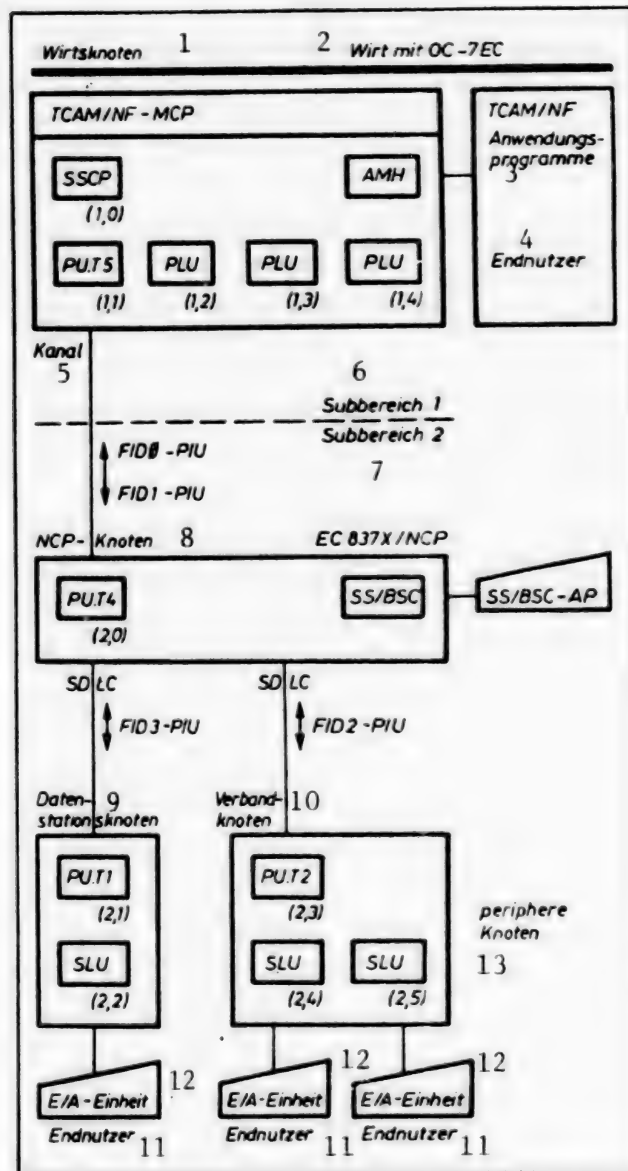 Wirtsknoten 1 2 Wirt mit OC-7EC
TCAM/NF-MCP
TCAM/NF
Anwendungs-
programme
3
SSCP
(1,0)
AMH
4
Endnutzer
PU.T5
(1,1)
PLU
(1,2)
PLU
(1,3)
PLU
(1,4)
Kanal
5
6
Subbereich 1
Subbereich 2
7
FIDØ-PIU
FID1-PIU
NCP-Knoten 8 EC 837X/NCP
PU.T4
(2,0)
SS/BSC
SS/BSC-AP
SDLC
FID3-PIU
SDLC
FID2-PIU
Daten- 9
stationsknoten
Verband- 10
knoten
PU.T1
(2,1)
SLU
(2,2)
PU.T2
(2,3)
SLU
(2,4)
SLU
(2,5)
periphere
Knoten
13
E/A-Einheit 12
Endnutzer 11
E/A-Einheit 12
Endnutzer 11
E/A-Einheit 12
Endnutzer 11